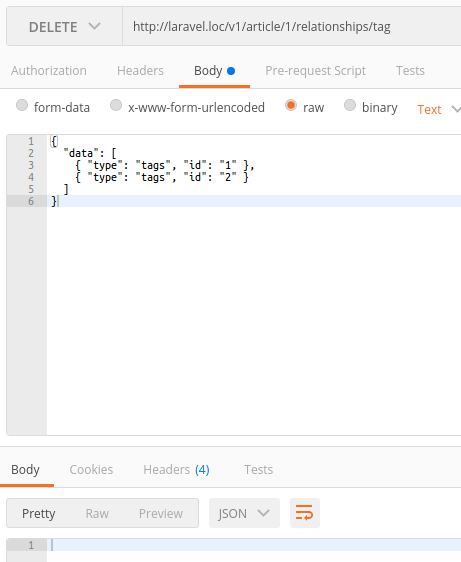 DELETE http://laravel.loc/v1/article/1/relationships/tag
Authorization Headers Body Pre-request Script Tests
form-data x-www-form-urlencoded raw binary Text
1 {
2 "data": [
3 { "type": "tags", "id": "1" },
4 { "type": "tags", "id": "2" }
5 ]
6 }
Body Cookies Headers (4) Tests
Pretty Raw Preview JSON
1